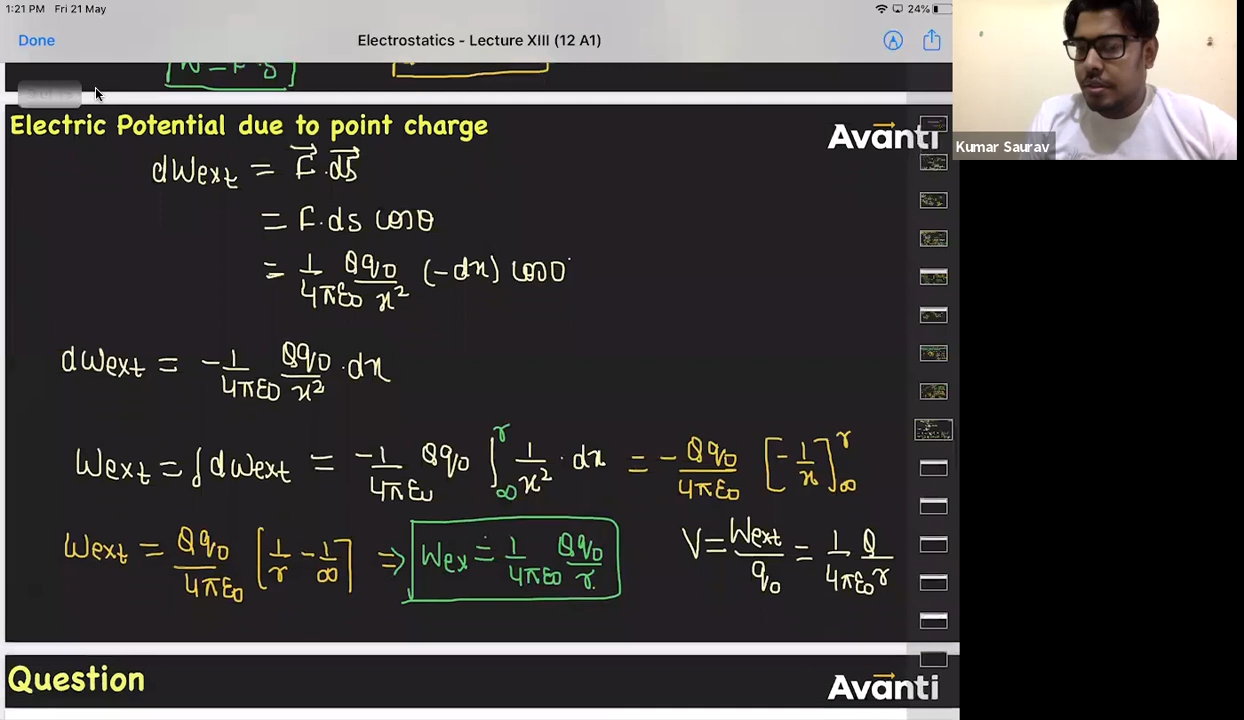 1:21 PM Fri 21 May
24%
Done
Electrostatics - Lecture XIII (12 A1)
Electric Potential due to point charge
Avanti
Kumar Saurav
dWext = F⃗.ds⃗
= F.ds cosθ
= 1/4πε0 Qq0/x² (-dx) cos0°
dWext = -1/4πε0 Qq0/x² .dx
Wext = ∫dWext = -1/4πε0 Qq0 ∫∞^r 1/x² .dx = -Qq0/4πε0 [-1/x]∞^r
Wext = Qq0/4πε0 [1/r - 1/∞] ⇒ Wex = 1/4πε0 Qq0/r
V = Wext/q0 = 1/4πε0 Q/r
Question
Avanti